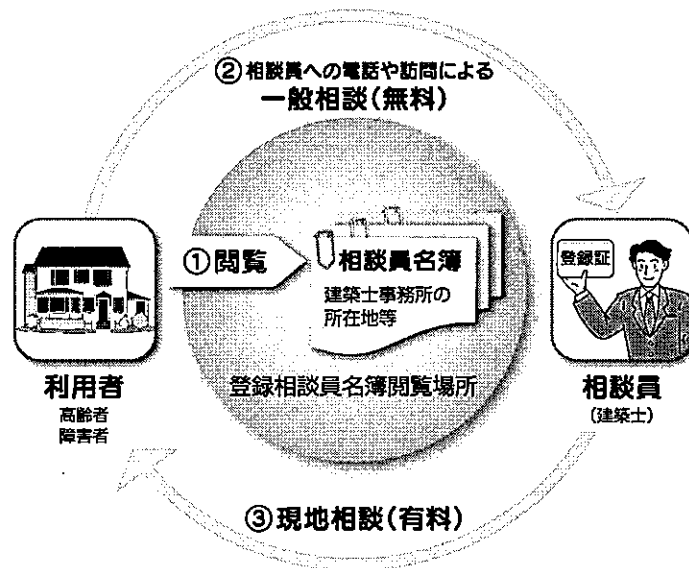 ②相談員への電話や訪問による
一般相談(無料)
①閲覧
相談員名簿
建築士事務所の
所在地等
登録証
利用者
高齢者
障害者
登録相談員名簿閲覧場所
相談員
(建築士)
③現地相談(有料)